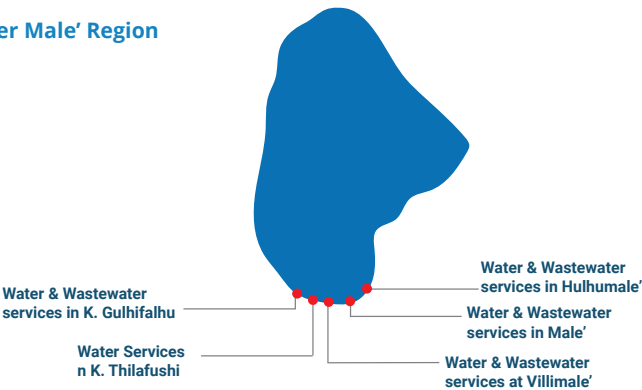 er Male’ Region
Water & Wastewater
services in K. Gulhifalhu
Water Services
n K. Thilafushi
Water & Wastewater
services in Hulhumale’
Water & Wastewater
services in Male’
Water & Wastewater
services at Villimale’